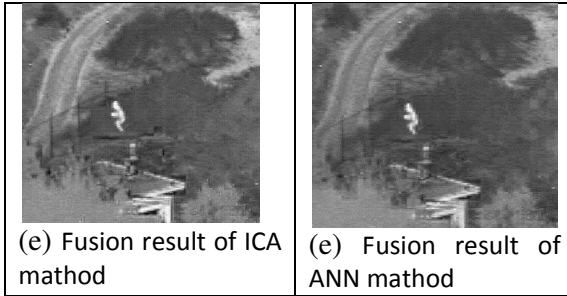 (e) Fusion result of ICA
mathod
(e) Fusion result of
ANN mathod